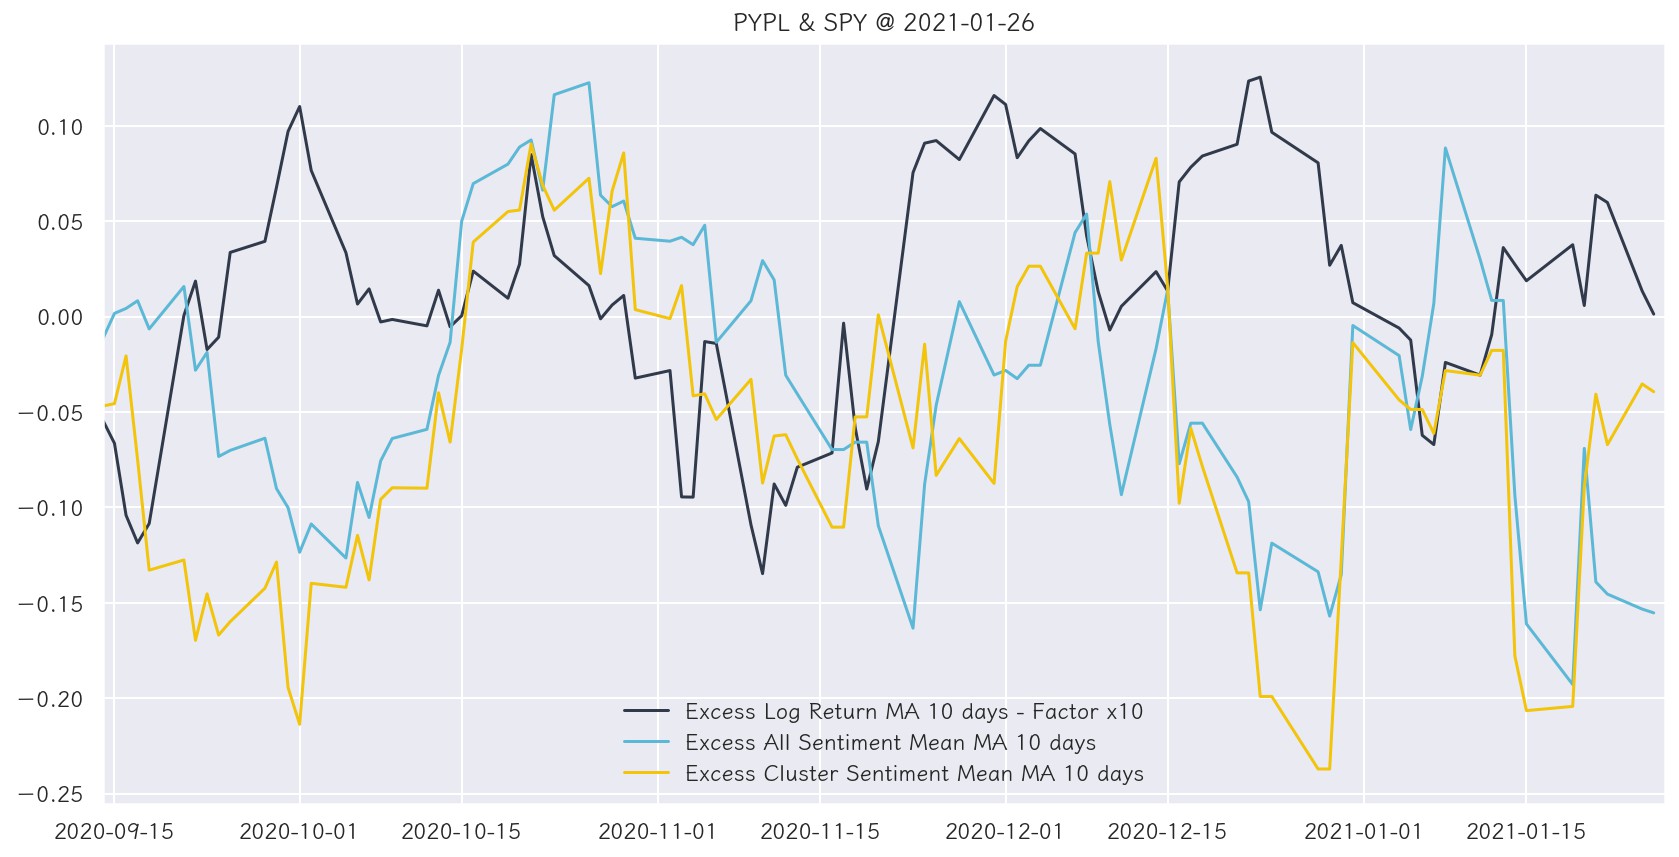 PYPL & SPY @ 2021-01-26
0.10
0.05
0.00
−0.05
−0.10
−0.15
−0.20
−0.25
Excess Log Return MA 10 days - Factor x10
Excess All Sentiment Mean MA 10 days
Excess Cluster Sentiment Mean MA 10 days
2020-09-15 2020-10-01 2020-10-15 2020-11-01 2020-11-15 2020-12-01 2020-12-15 2021-01-01 2021-01-15